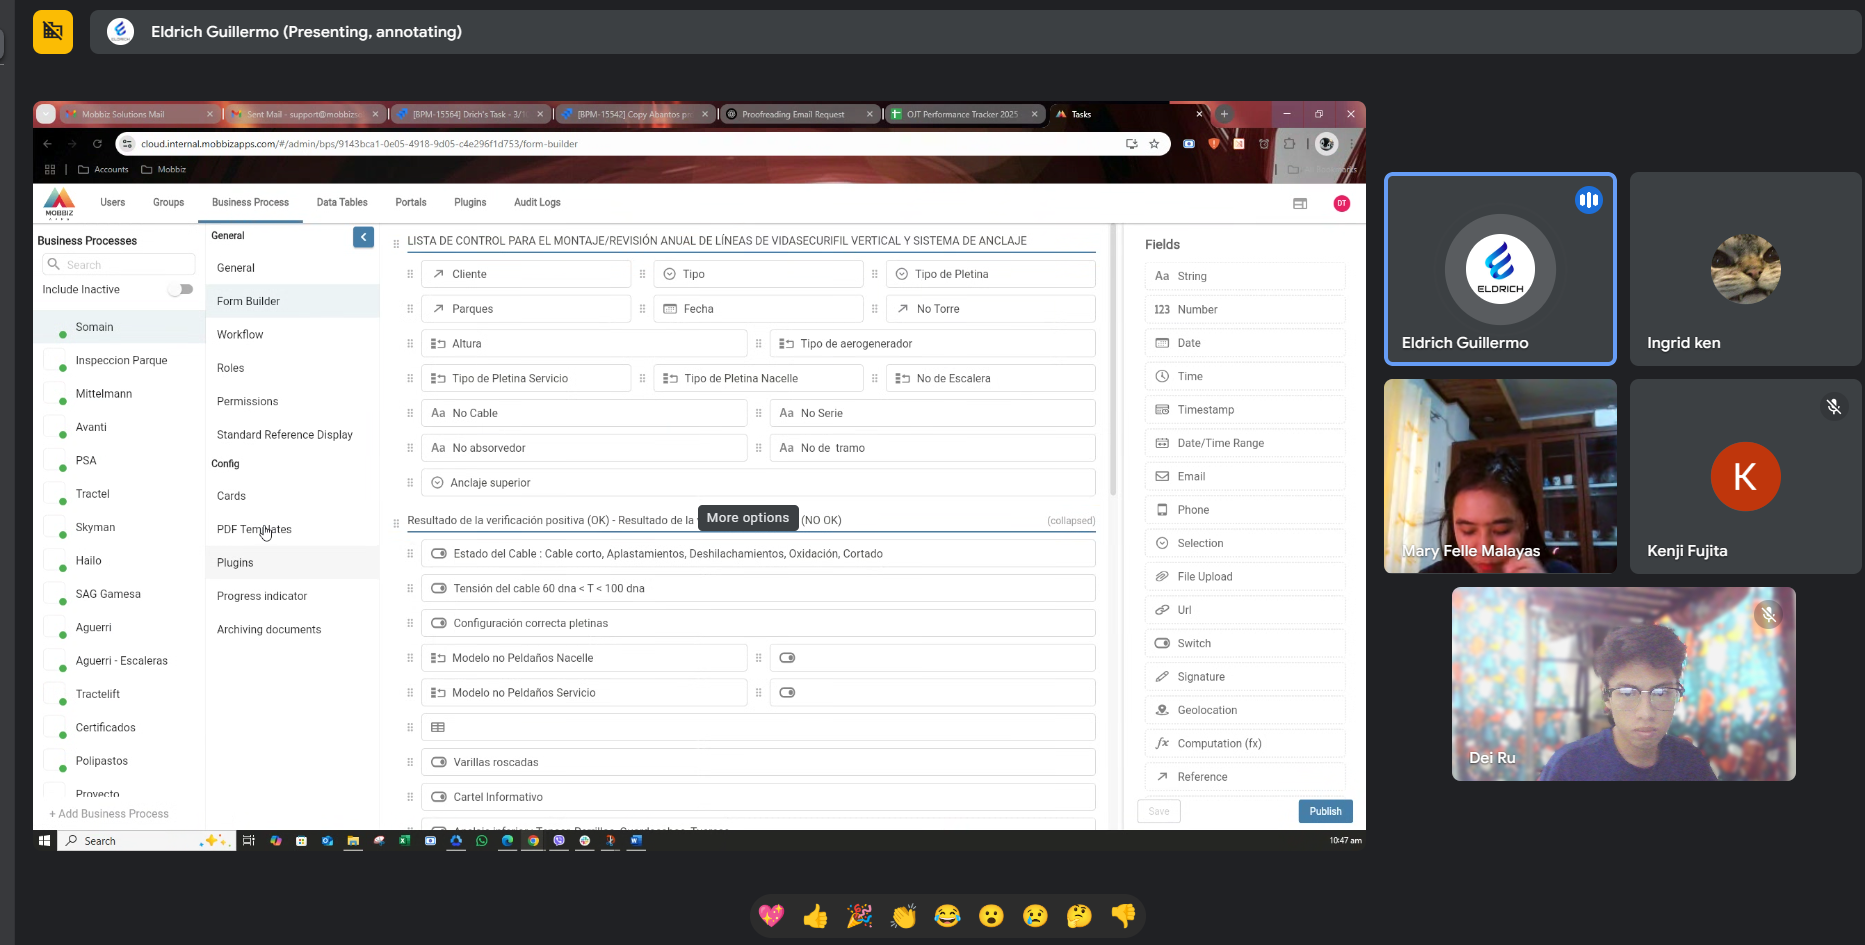 Eldrich Guillermo (Presenting, annotating)
Mobbiz Solutions Mail
Sent Mail - support@mobbizs
[BPM-15564] Drich's Task - 3/1
[BPM-15542] Copy Abantos pr
Proofreading Email Request
OJT Performance Tracker 2025
Tasks
cloud.internal.mobbizapps.com/#/admin/bps/9143bca1-0e05-4918-9d05-c4e296f1d753/form-builder
Accounts
Mobbiz
MOBBIZ
APPS
Users
Groups
Business Process
Data Tables
Portals
Plugins
Audit Logs
DT
Business Processes
Search
Include Inactive
Somain
Inspeccion Parque
Mittelmann
Avanti
PSA
Tractel
Skyman
Hailo
SAG Gamesa
Aguerri
Aguerri - Escaleras
Tractelift
Certificados
Polipastos
Proyecto
+ Add Business Process
General
General
Form Builder
Workflow
Roles
Permissions
Standard Reference Display
Config
Cards
PDF Templates
Plugins
Progress indicator
Archiving documents
LISTA DE CONTROL PARA EL MONTAJE/REVISIÓN ANUAL DE LÍNEAS DE VIDASECURIFIL VERTICAL Y SISTEMA DE ANCLAJE
Cliente
Tipo
Tipo de Pletina
Parques
Fecha
No Torre
Altura
Tipo de aerogenerador
Tipo de Pletina Servicio
Tipo de Pletina Nacelle
No de Escalera
Aa No Cable
Aa No Serie
Aa No absorvedor
Aa No de tramo
Anclaje superior
Resultado de la verificación positiva (OK) - Resultado de la
More options
(NO OK)
(collapsed)
Estado del Cable : Cable corto, Aplastamientos, Deshilachamientos, Oxidación, Cortado
Tensión del cable 60 dna < T < 100 dna
Configuración correcta pletinas
Modelo no Peldaños Nacelle
Modelo no Peldaños Servicio
Varillas roscadas
Cartel Informativo
Fields
Aa String
123 Number
Date
Time
Timestamp
Date/Time Range
Email
Phone
Selection
File Upload
Url
Switch
Signature
Geolocation
fx Computation (fx)
Reference
Save
Publish
Search
10:47 am
ELDRICH
Eldrich Guillermo
Ingrid ken
Mary Felle Malayas
K
Kenji Fujita
Dei Ru